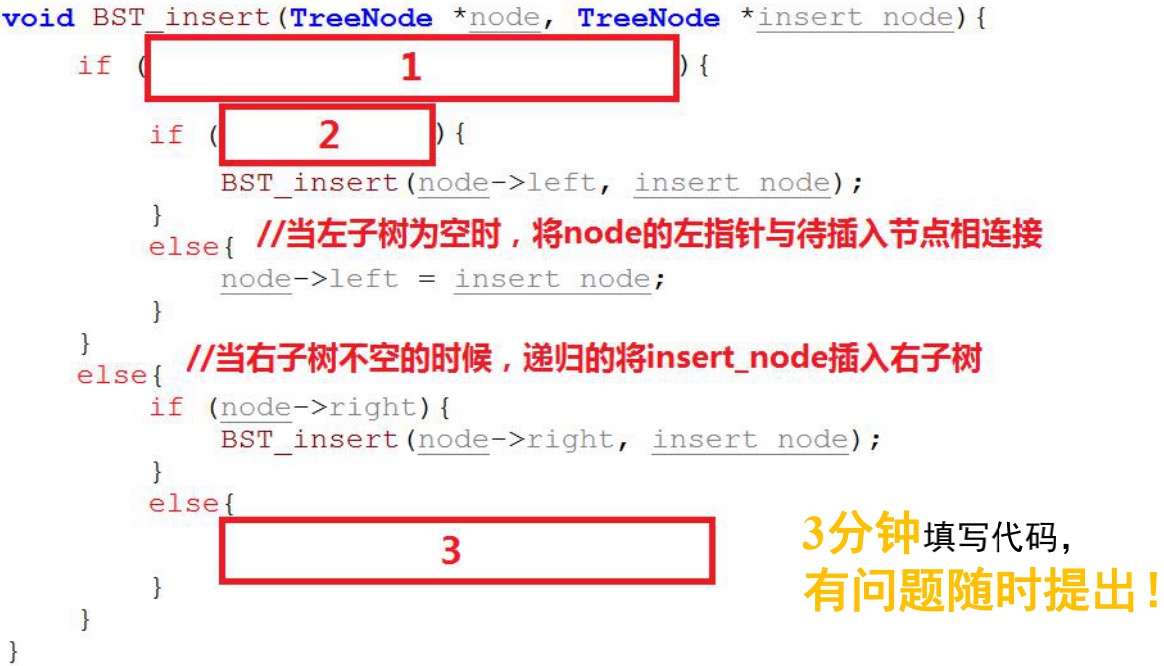 void BST_insert(TreeNode *node, TreeNode *insert_node){
if (1){
if (2){
BST_insert(node->left, insert_node);
}
else{ //当左子树为空时，将node的左指针与待插入节点相连接
node->left = insert_node;
}
}
else{ //当右子树不空的时候，递归的将insert_node插入右子树
if (node->right){
BST_insert(node->right, insert_node);
}
else{
3
3分钟填写代码，
有问题随时提出！
}
}
}